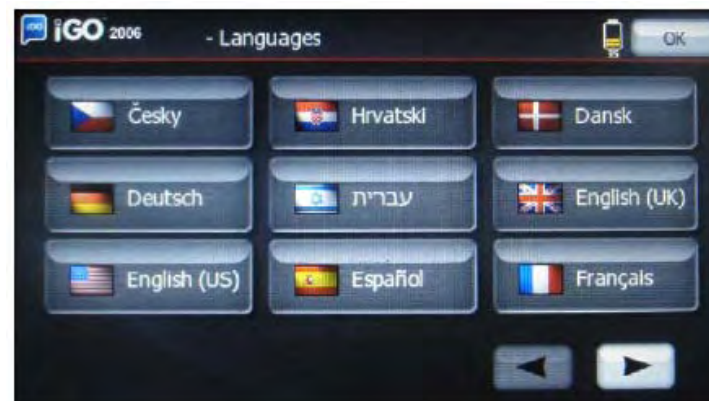 iGO 2006 - Languages OK
Česky Hrvatski Dansk
Deutsch עברית English (UK)
English (US) Español Français